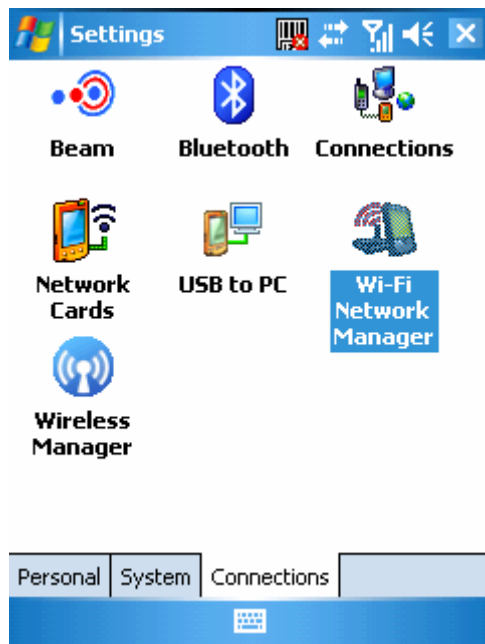 Settings
Beam
Bluetooth
Connections
Network
Cards
USB to PC
Wi-Fi
Network
Manager
Wireless
Manager
Personal
System
Connections